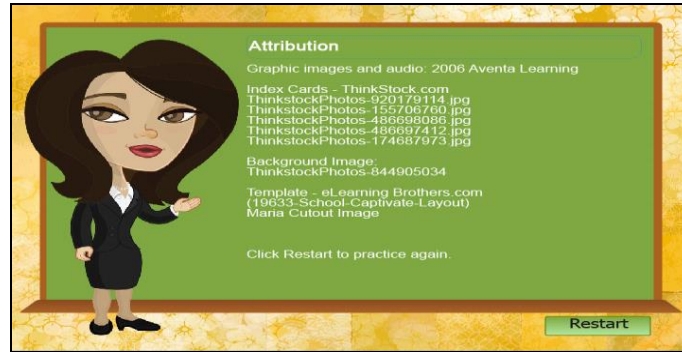 Attribution
Graphic images and audio: 2006 Aventa Learning
Index Cards - ThinkStock.com
ThinkstockPhotos-920179114.jpg
ThinkstockPhotos-155706760.jpg
ThinkstockPhotos-486698086.jpg
ThinkstockPhotos-486697412.jpg
ThinkstockPhotos-174687973.jpg
Background Image:
ThinkstockPhotos-844905034
Template - eLearning Brothers.com
(19633-School-Captivate-Layout)
Maria Cutout Image
Click Restart to practice again.
Restart